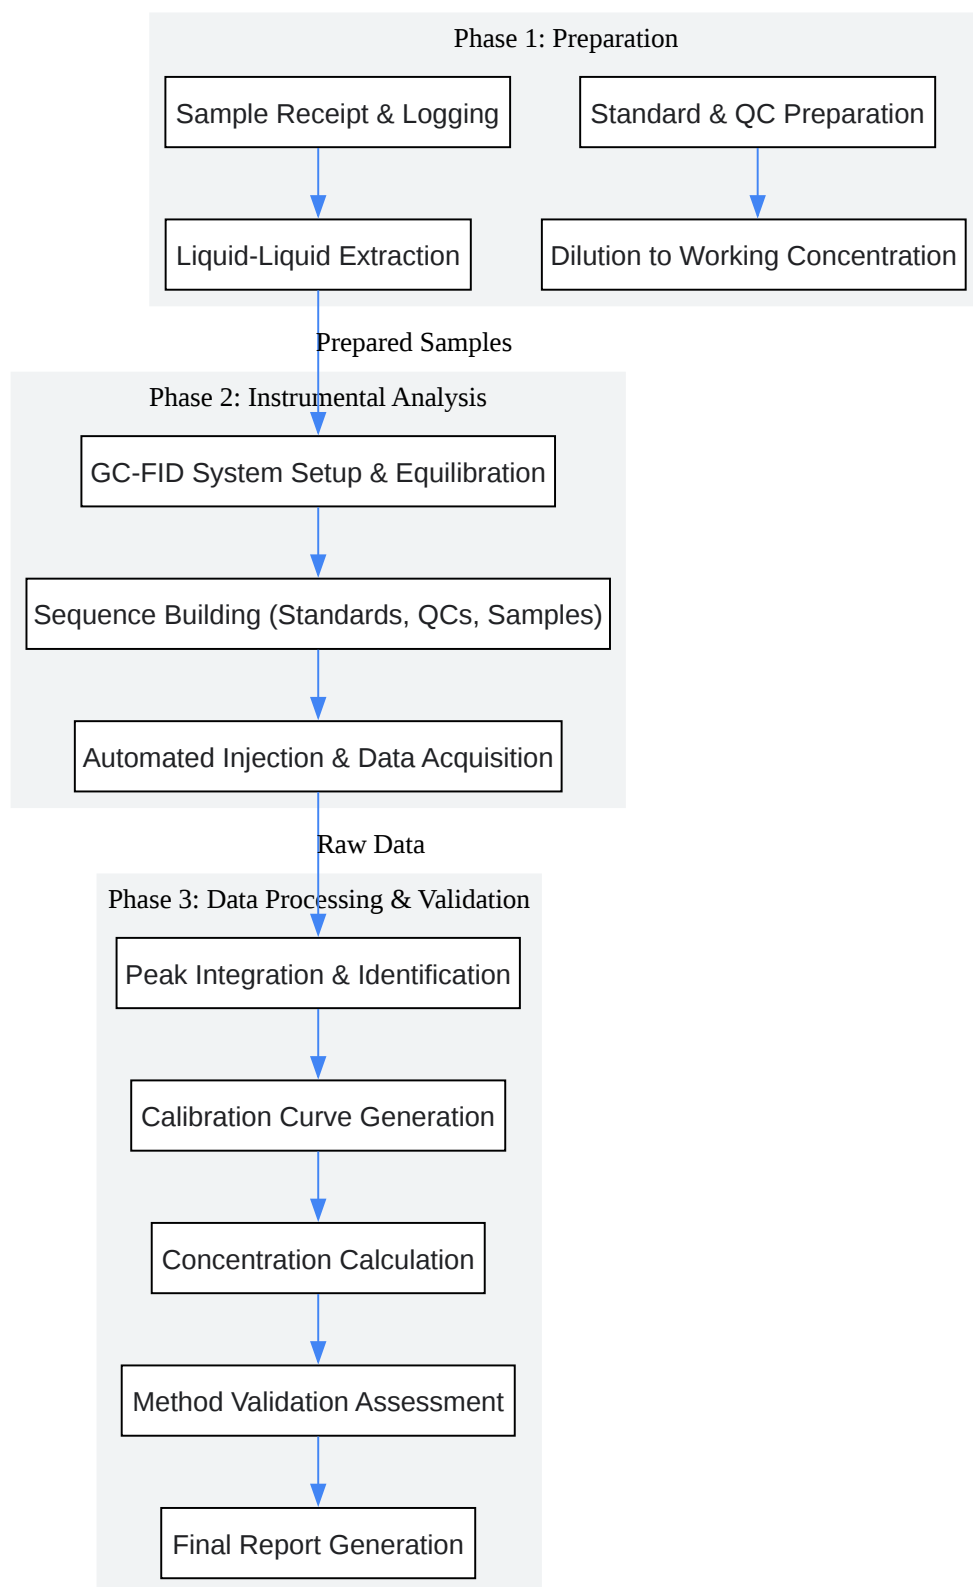 Phase 1: Preparation
Sample Receipt & Logging
Standard & QC Preparation
Liquid-Liquid Extraction
Dilution to Working Concentration
Prepared Samples
Phase 2: Instrumental Analysis
GC-FID System Setup & Equilibration
Sequence Building (Standards, QCs, Samples)
Automated Injection & Data Acquisition
Raw Data
Phase 3: Data Processing & Validation
Peak Integration & Identification
Calibration Curve Generation
Concentration Calculation
Method Validation Assessment
Final Report Generation